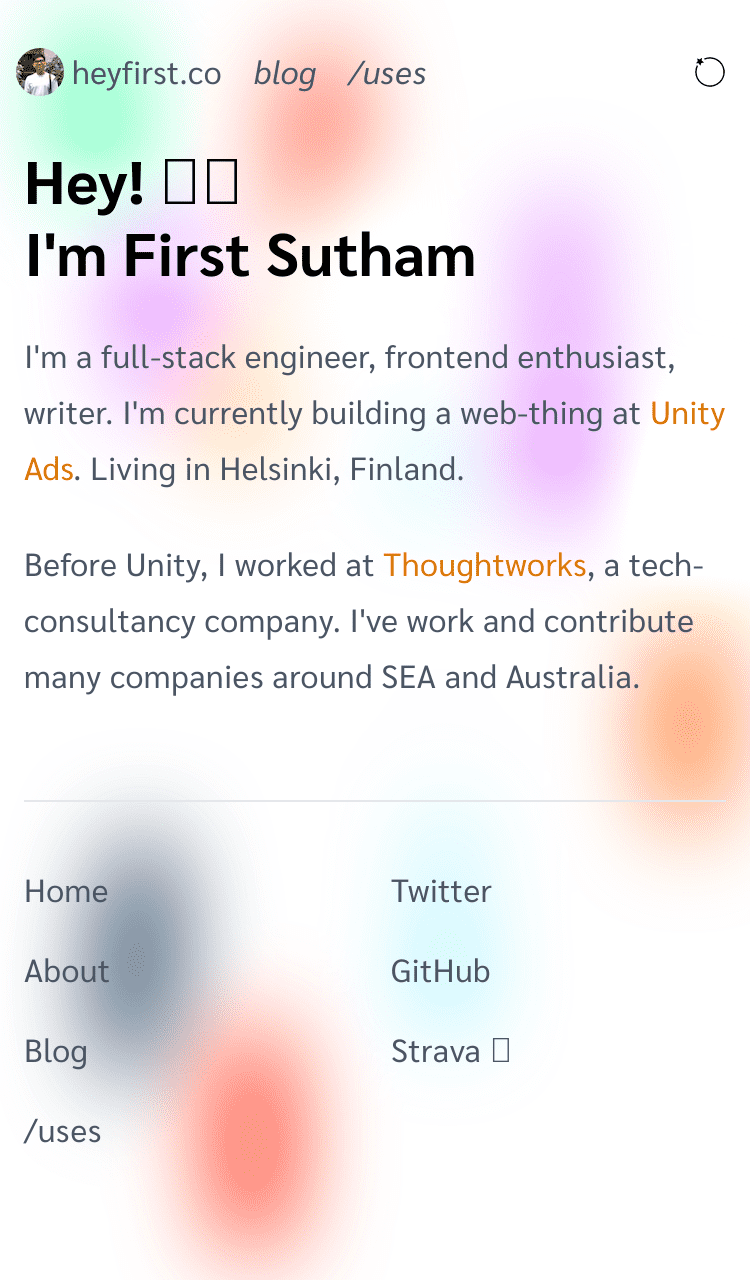 heyfirst.co blog /uses
Hey!
I'm First Sutham
I'm a full-stack engineer, frontend enthusiast,
writer. I'm currently building a web-thing at Unity
Ads. Living in Helsinki, Finland.
Before Unity, I worked at Thoughtworks, a tech-
consultancy company. I've work and contribute
many companies around SEA and Australia.
Home
About
Blog
/uses
Twitter
GitHub
Strava